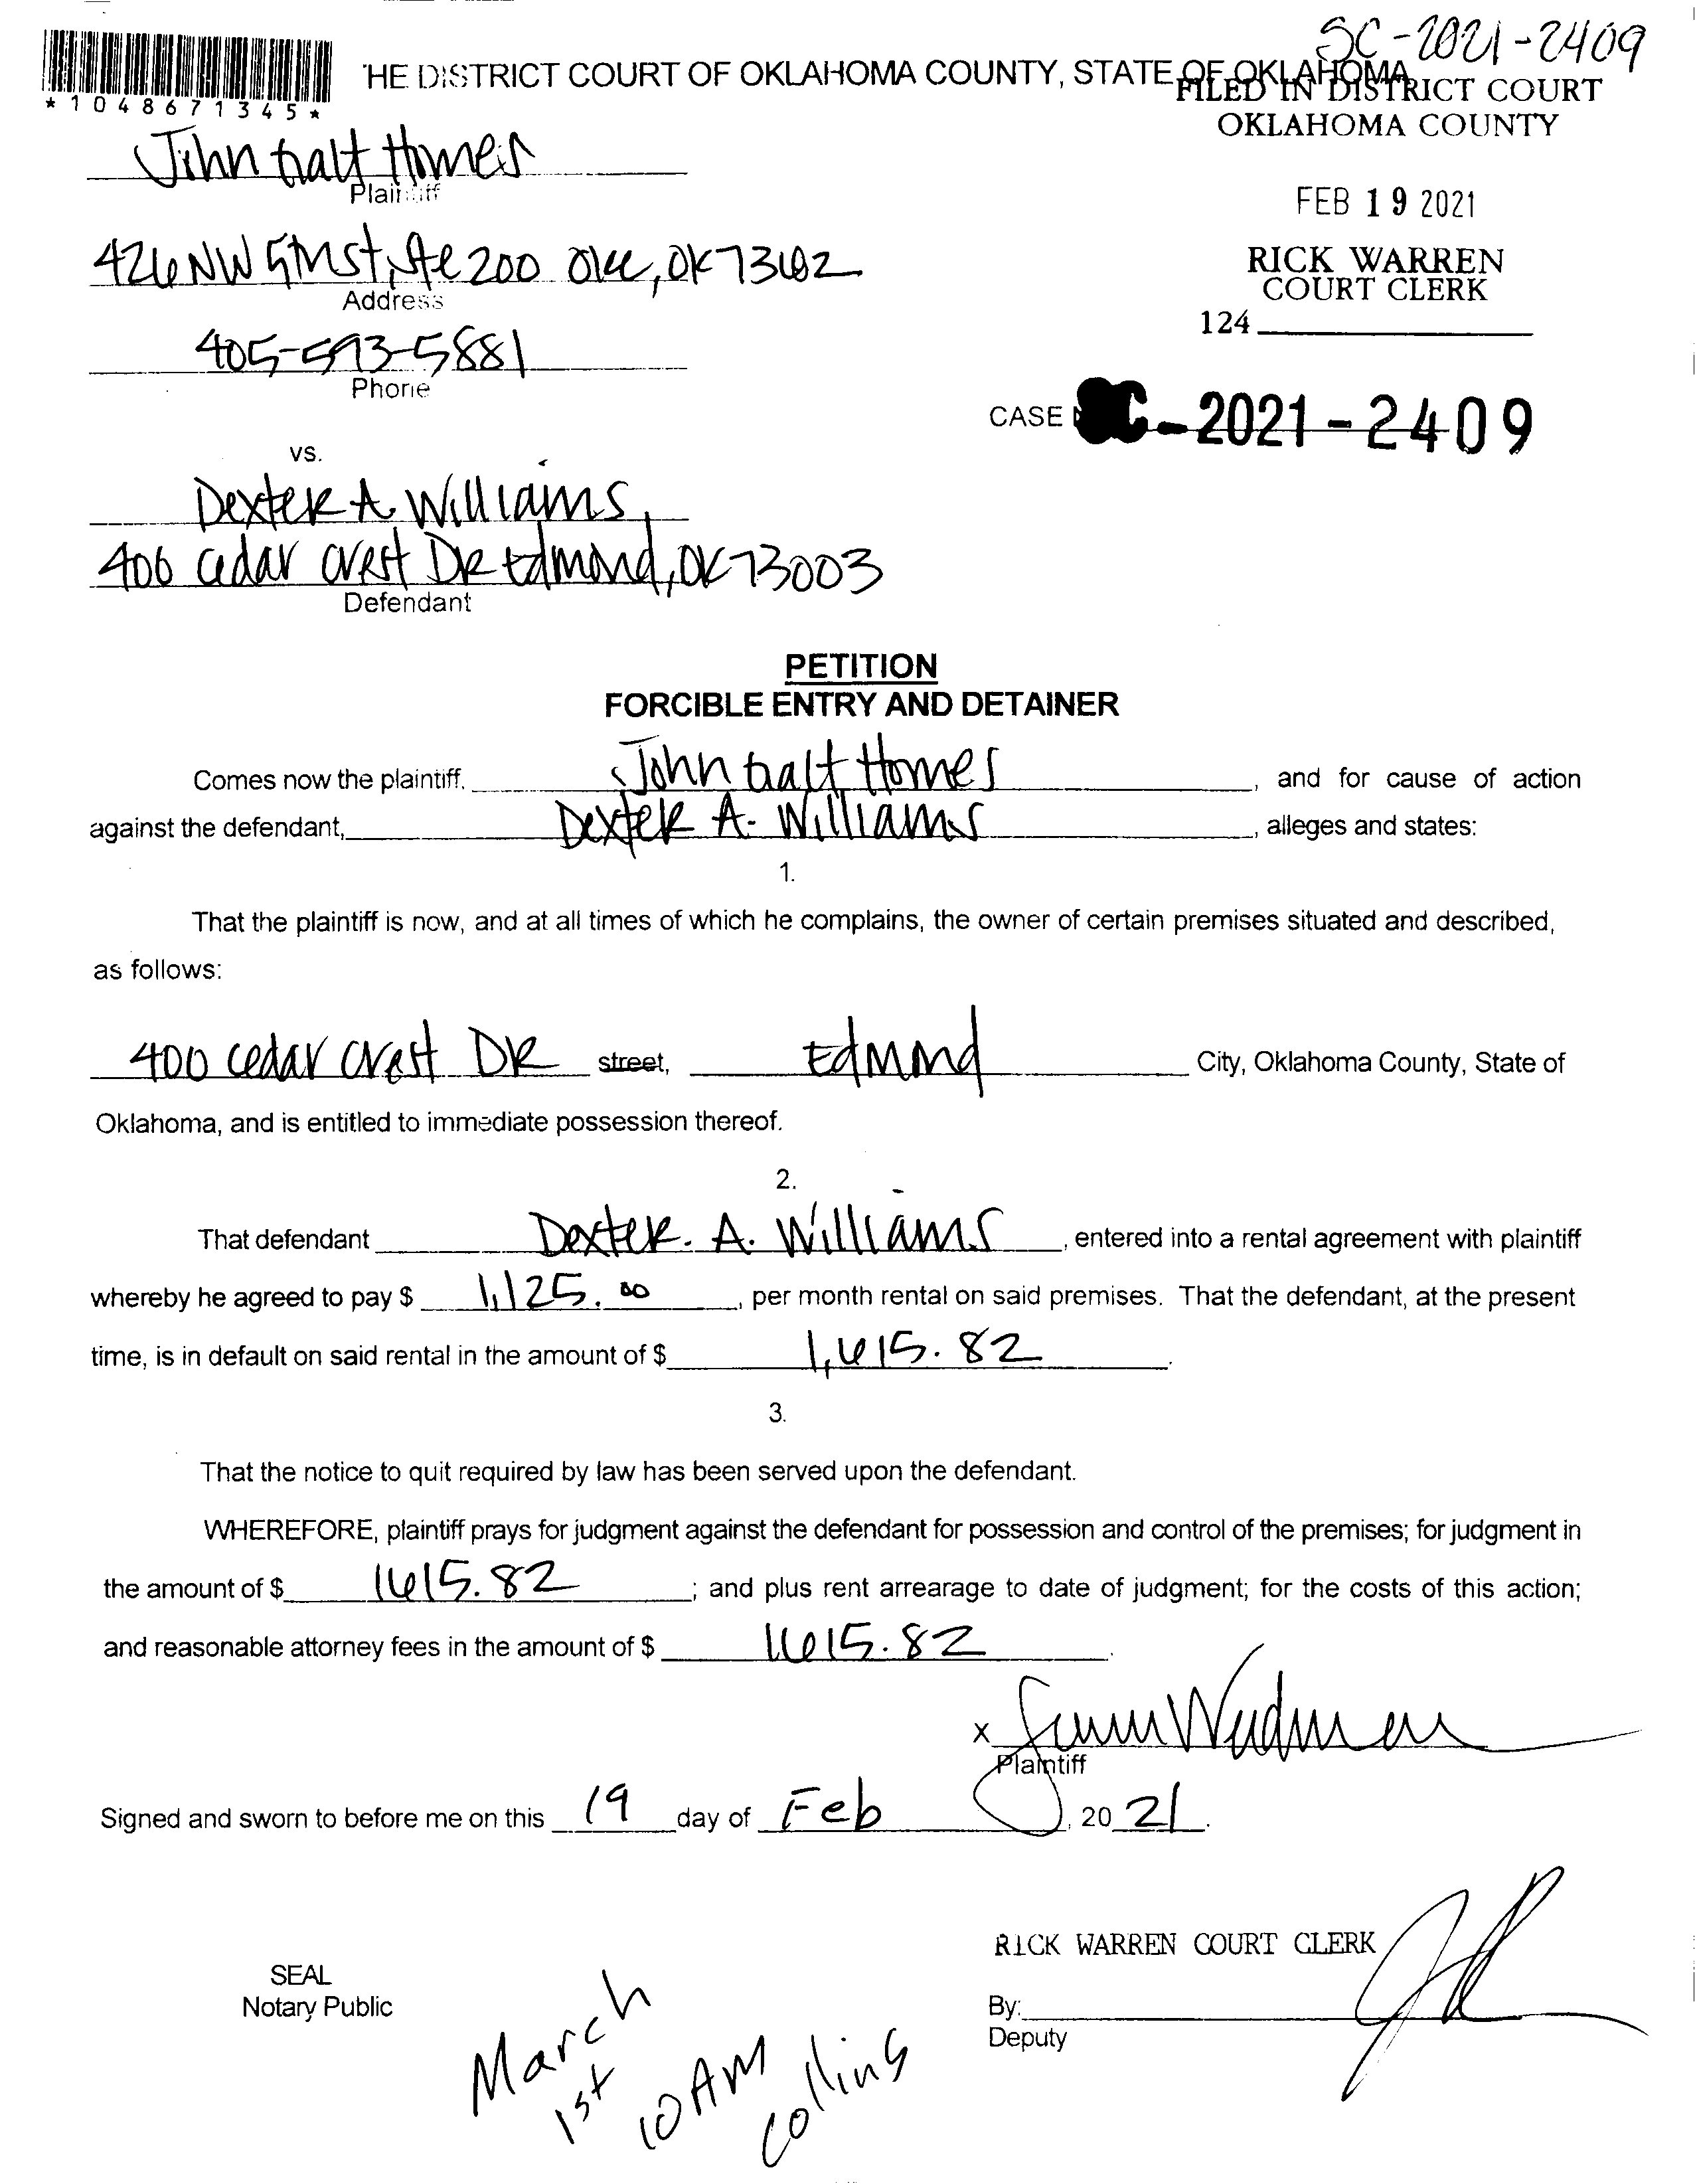 SC-2021-2409
'HE DISTRICT COURT OF OKLAHOMA COUNTY, STATE OF OKLAHOMA
*1048671345*
FILED IN DISTRICT COURT
OKLAHOMA COUNTY
John Galt Homes
Plaintiff
FEB 19 2021
426 NW 5th St, Ste 200 OKC, OK 73102
Address
RICK WARREN
COURT CLERK
124
405-593-5881
Phone
CASE SC-2021-2409
vs.
Dexter A Williams
406 Cedar Crest DR Edmond, OK 73003
Defendant
PETITION
FORCIBLE ENTRY AND DETAINER
Comes now the plaintiff, John Galt Homes, and for cause of action
against the defendant, Dexter A. Williams, alleges and states:
1.
That the plaintiff is now, and at all times of which he complains, the owner of certain premises situated and described,
as follows:
400 Cedar Crest DR street, Edmond City, Oklahoma County, State of
Oklahoma, and is entitled to immediate possession thereof.
2.
That defendant Dexter. A. Williams, entered into a rental agreement with plaintiff
whereby he agreed to pay $ 1,125.00, per month rental on said premises. That the defendant, at the present
time, is in default on said rental in the amount of $ 1,615.82.
3.
That the notice to quit required by law has been served upon the defendant.
WHEREFORE, plaintiff prays for judgment against the defendant for possession and control of the premises; for judgment in
the amount of $ 1615.82; and plus rent arrearage to date of judgment; for the costs of this action;
and reasonable attorney fees in the amount of $ 1615.82.
x
Plaintiff
Signed and sworn to before me on this 19 day of Feb, 20 21.
RICK WARREN COURT CLERK
SEAL
Notary Public
By:
Deputy
March
1st
10 AM
Collins